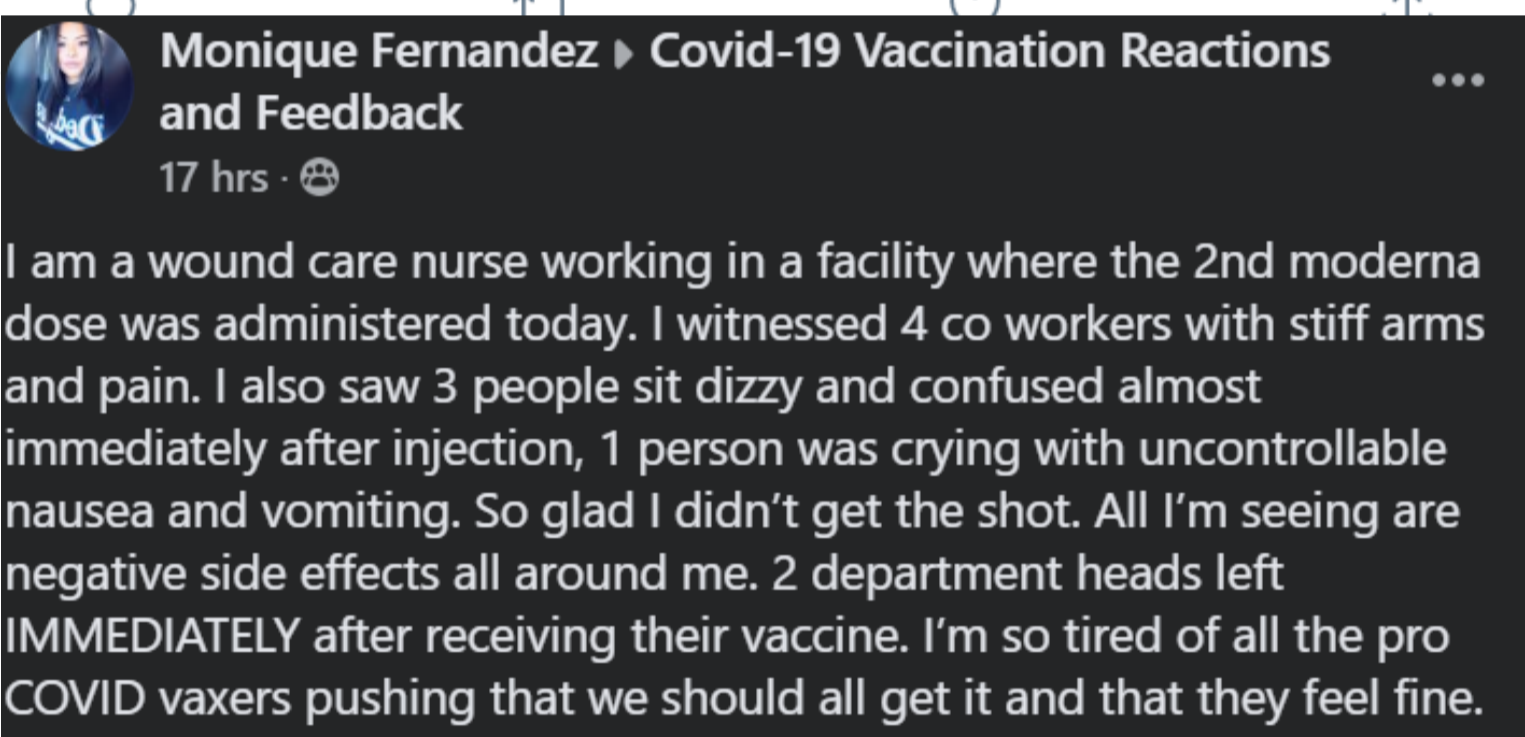 Monique Fernandez ▸ Covid-19 Vaccination Reactions
and Feedback
17 hrs ·
I am a wound care nurse working in a facility where the 2nd moderna
dose was administered today. I witnessed 4 co workers with stiff arms
and pain. I also saw 3 people sit dizzy and confused almost
immediately after injection, 1 person was crying with uncontrollable
nausea and vomiting. So glad I didn’t get the shot. All I’m seeing are
negative side effects all around me. 2 department heads left
IMMEDIATELY after receiving their vaccine. I’m so tired of all the pro
COVID vaxers pushing that we should all get it and that they feel fine.